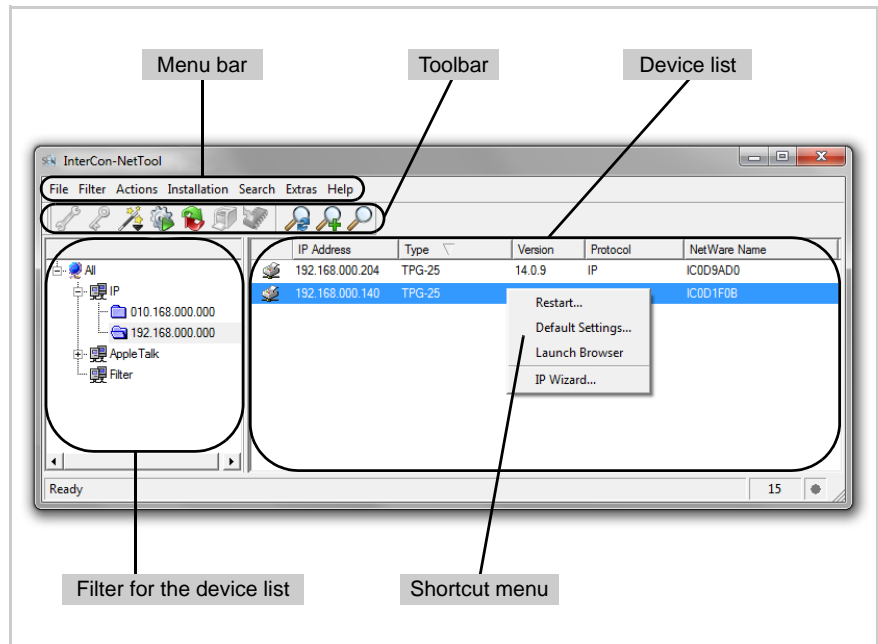 Menu bar
Toolbar
Device list
InterCon-NetTool
File Filter Actions Installation Search Extras Help
IP Address Type Version Protocol NetWare Name
All
192.168.000.204 TPG-25 14.0.9 IP IC0D9AD0
IP
192.168.000.140 TPG-25 IC0D1F0B
010.168.000.000
192.168.000.000
AppleTalk
Filter
Restart...
Default Settings...
Launch Browser
IP Wizard...
Ready 15
Filter for the device list
Shortcut menu